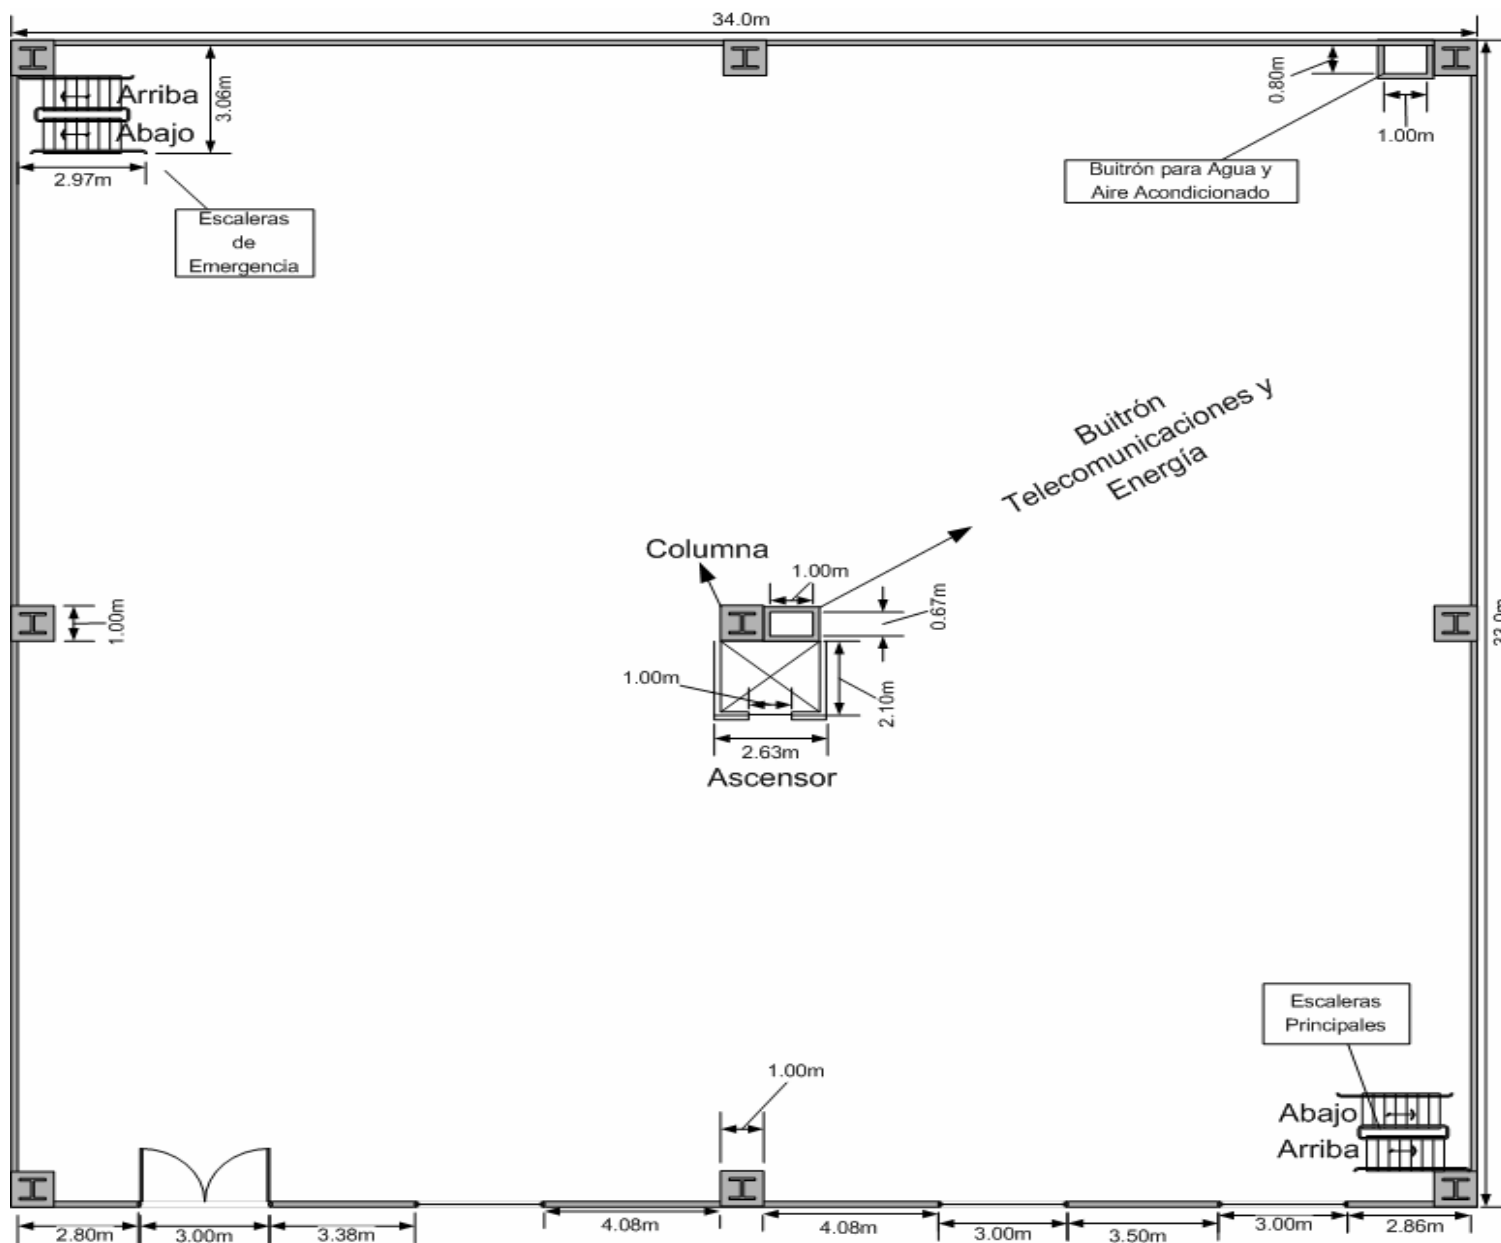 34.0m
Arriba
Abajo
3.06m
2.97m
Escaleras
de
Emergencia
0.80m
1.00m
Buitrón para Agua y
Aire Acondicionado
Buitrón
Telecomunicaciones y
Energía
Columna
1.00m
0.67m
1.00m
1.00m
2.10m
2.63m
Ascensor
33.0m
Escaleras
Principales
1.00m
Abajo
Arriba
2.80m
3.00m
3.38m
4.08m
4.08m
3.00m
3.50m
3.00m
2.86m